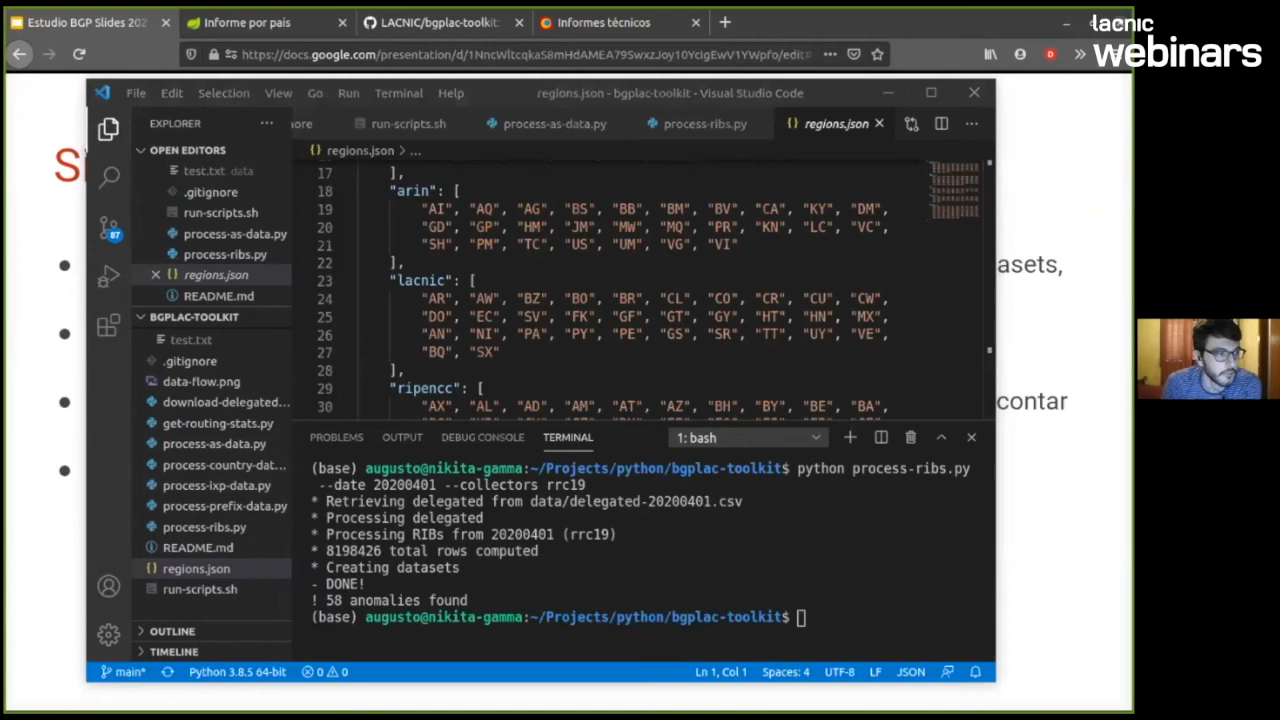 Estudio BGP Slides 202
Informe por país
LACNIC/bgplac-toolkit:
Informes técnicos
lacnic
webinars
https://docs.google.com/presentation/d/1NncWltcqkaS8mHdAMEA79SwxzJoy10YcIgEwV1YWpfo/edit#
File Edit Selection View Go Run Terminal Help
regions.json - bgplac-toolkit - Visual Studio Code
EXPLORER
ore
run-scripts.sh
process-as-data.py
process-ribs.py
regions.json
OPEN EDITORS
regions.json > ...
test.txt data
.gitignore
run-scripts.sh
process-as-data.py
process-ribs.py
regions.json
README.md
BGPLAC-TOOLKIT
test.txt
.gitignore
data-flow.png
download-delegated...
get-routing-stats.py
process-as-data.py
process-country-dat...
process-ixp-data.py
process-prefix-data.py
process-ribs.py
README.md
regions.json
run-scripts.sh
OUTLINE
TIMELINE
87
17 ],
18 "arin": [
19 "AI", "AQ", "AG", "BS", "BB", "BM", "BV", "CA", "KY", "DM",
20 "GD", "GP", "HM", "JM", "MW", "MQ", "PR", "KN", "LC", "VC",
21 "SH", "PM", "TC", "US", "UM", "VG", "VI"
22 ],
23 "lacnic": [
24 "AR", "AW", "BZ", "BO", "BR", "CL", "CO", "CR", "CU", "CW",
25 "DO", "EC", "SV", "FK", "GF", "GT", "GY", "HT", "HN", "MX",
26 "AN", "NI", "PA", "PY", "PE", "GS", "SR", "TT", "UY", "VE",
27 "BQ", "SX"
28 ],
29 "ripencc": [
30 "AX", "AL", "AD", "AM", "AT", "AZ", "BH", "BY", "BE", "BA",
PROBLEMS OUTPUT DEBUG CONSOLE TERMINAL
1: bash
(base) augusto@nikita-gamma:~/Projects/python/bgplac-toolkit$ python process-ribs.py
--date 20200401 --collectors rrc19
* Retrieving delegated from data/delegated-20200401.csv
* Processing delegated
* Processing RIBs from 20200401 (rrc19)
* 8198426 total rows computed
* Creating datasets
- DONE!
! 58 anomalies found
(base) augusto@nikita-gamma:~/Projects/python/bgplac-toolkit$
main*
Python 3.8.5 64-bit
0 0
Ln 1, Col 1
Spaces: 4
UTF-8
LF
JSON
asets,
contar